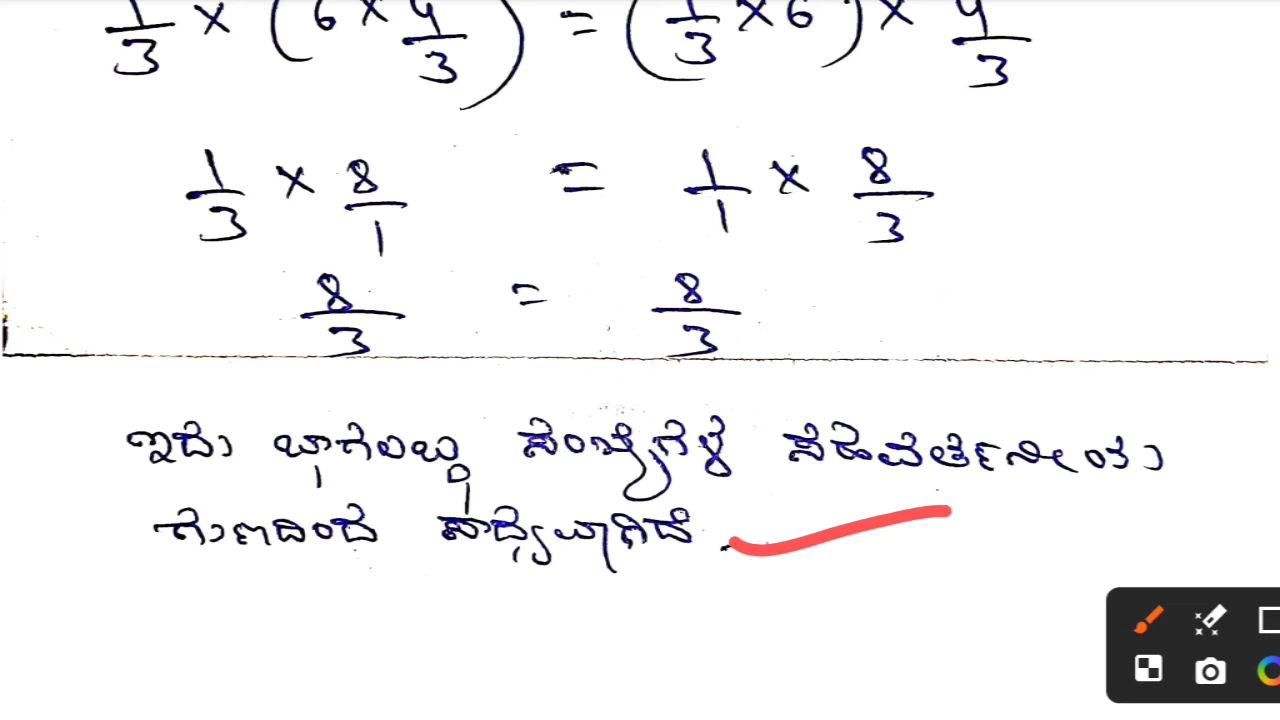 1/3 × (6 × 4/3) = (1/3 × 6) × 4/3
1/3 × 8/1 = 1/1 × 8/3
8/3 = 8/3
ಇದು ಭಾಗಲಬ್ಧ ಸಂಖ್ಯೆಗಳ ಸಹವರ್ತನೀಯ
ಗುಣದಿಂದ ಸಾಧ್ಯವಾಗಿದೆ.